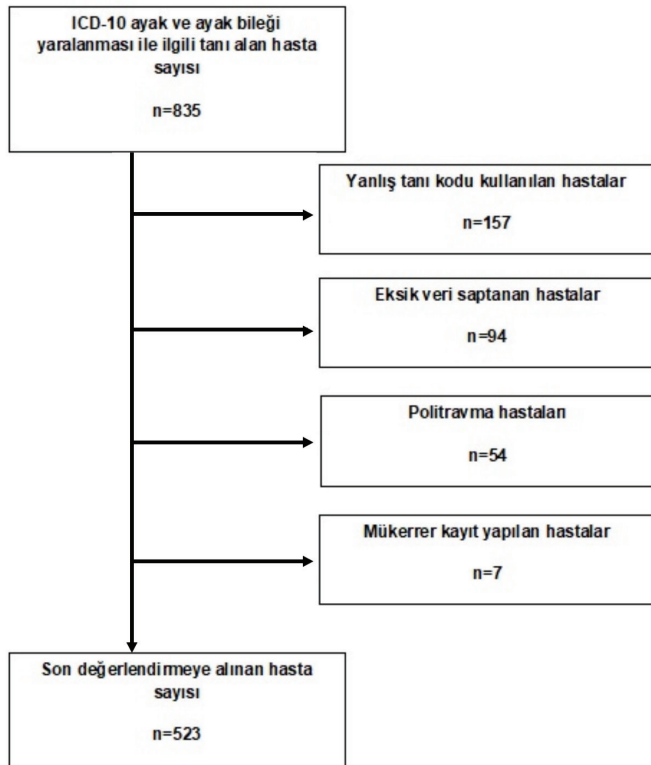 ICD-10 ayak ve ayak bileği
yaralanması ile ilgili tanı alan hasta
sayısı
n=835
Yanlış tanı kodu kullanılan hastalar
n=157
Eksik veri saptanan hastalar
n=94
Politravma hastaları
n=54
Mükerrer kayıt yapılan hastalar
n=7
Son değerlendirmeye alınan hasta
sayısı
n=523